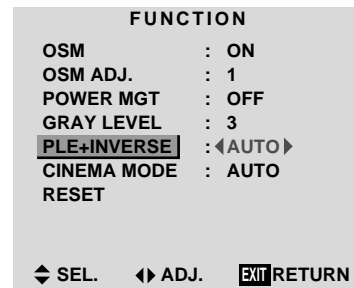 FUNCTION
OSM : ON
OSM ADJ. : 1
POWER MGT : OFF
GRAY LEVEL : 3
PLE+INVERSE : AUTO
CINEMA MODE : AUTO
RESET
SEL. ADJ. EXIT RETURN